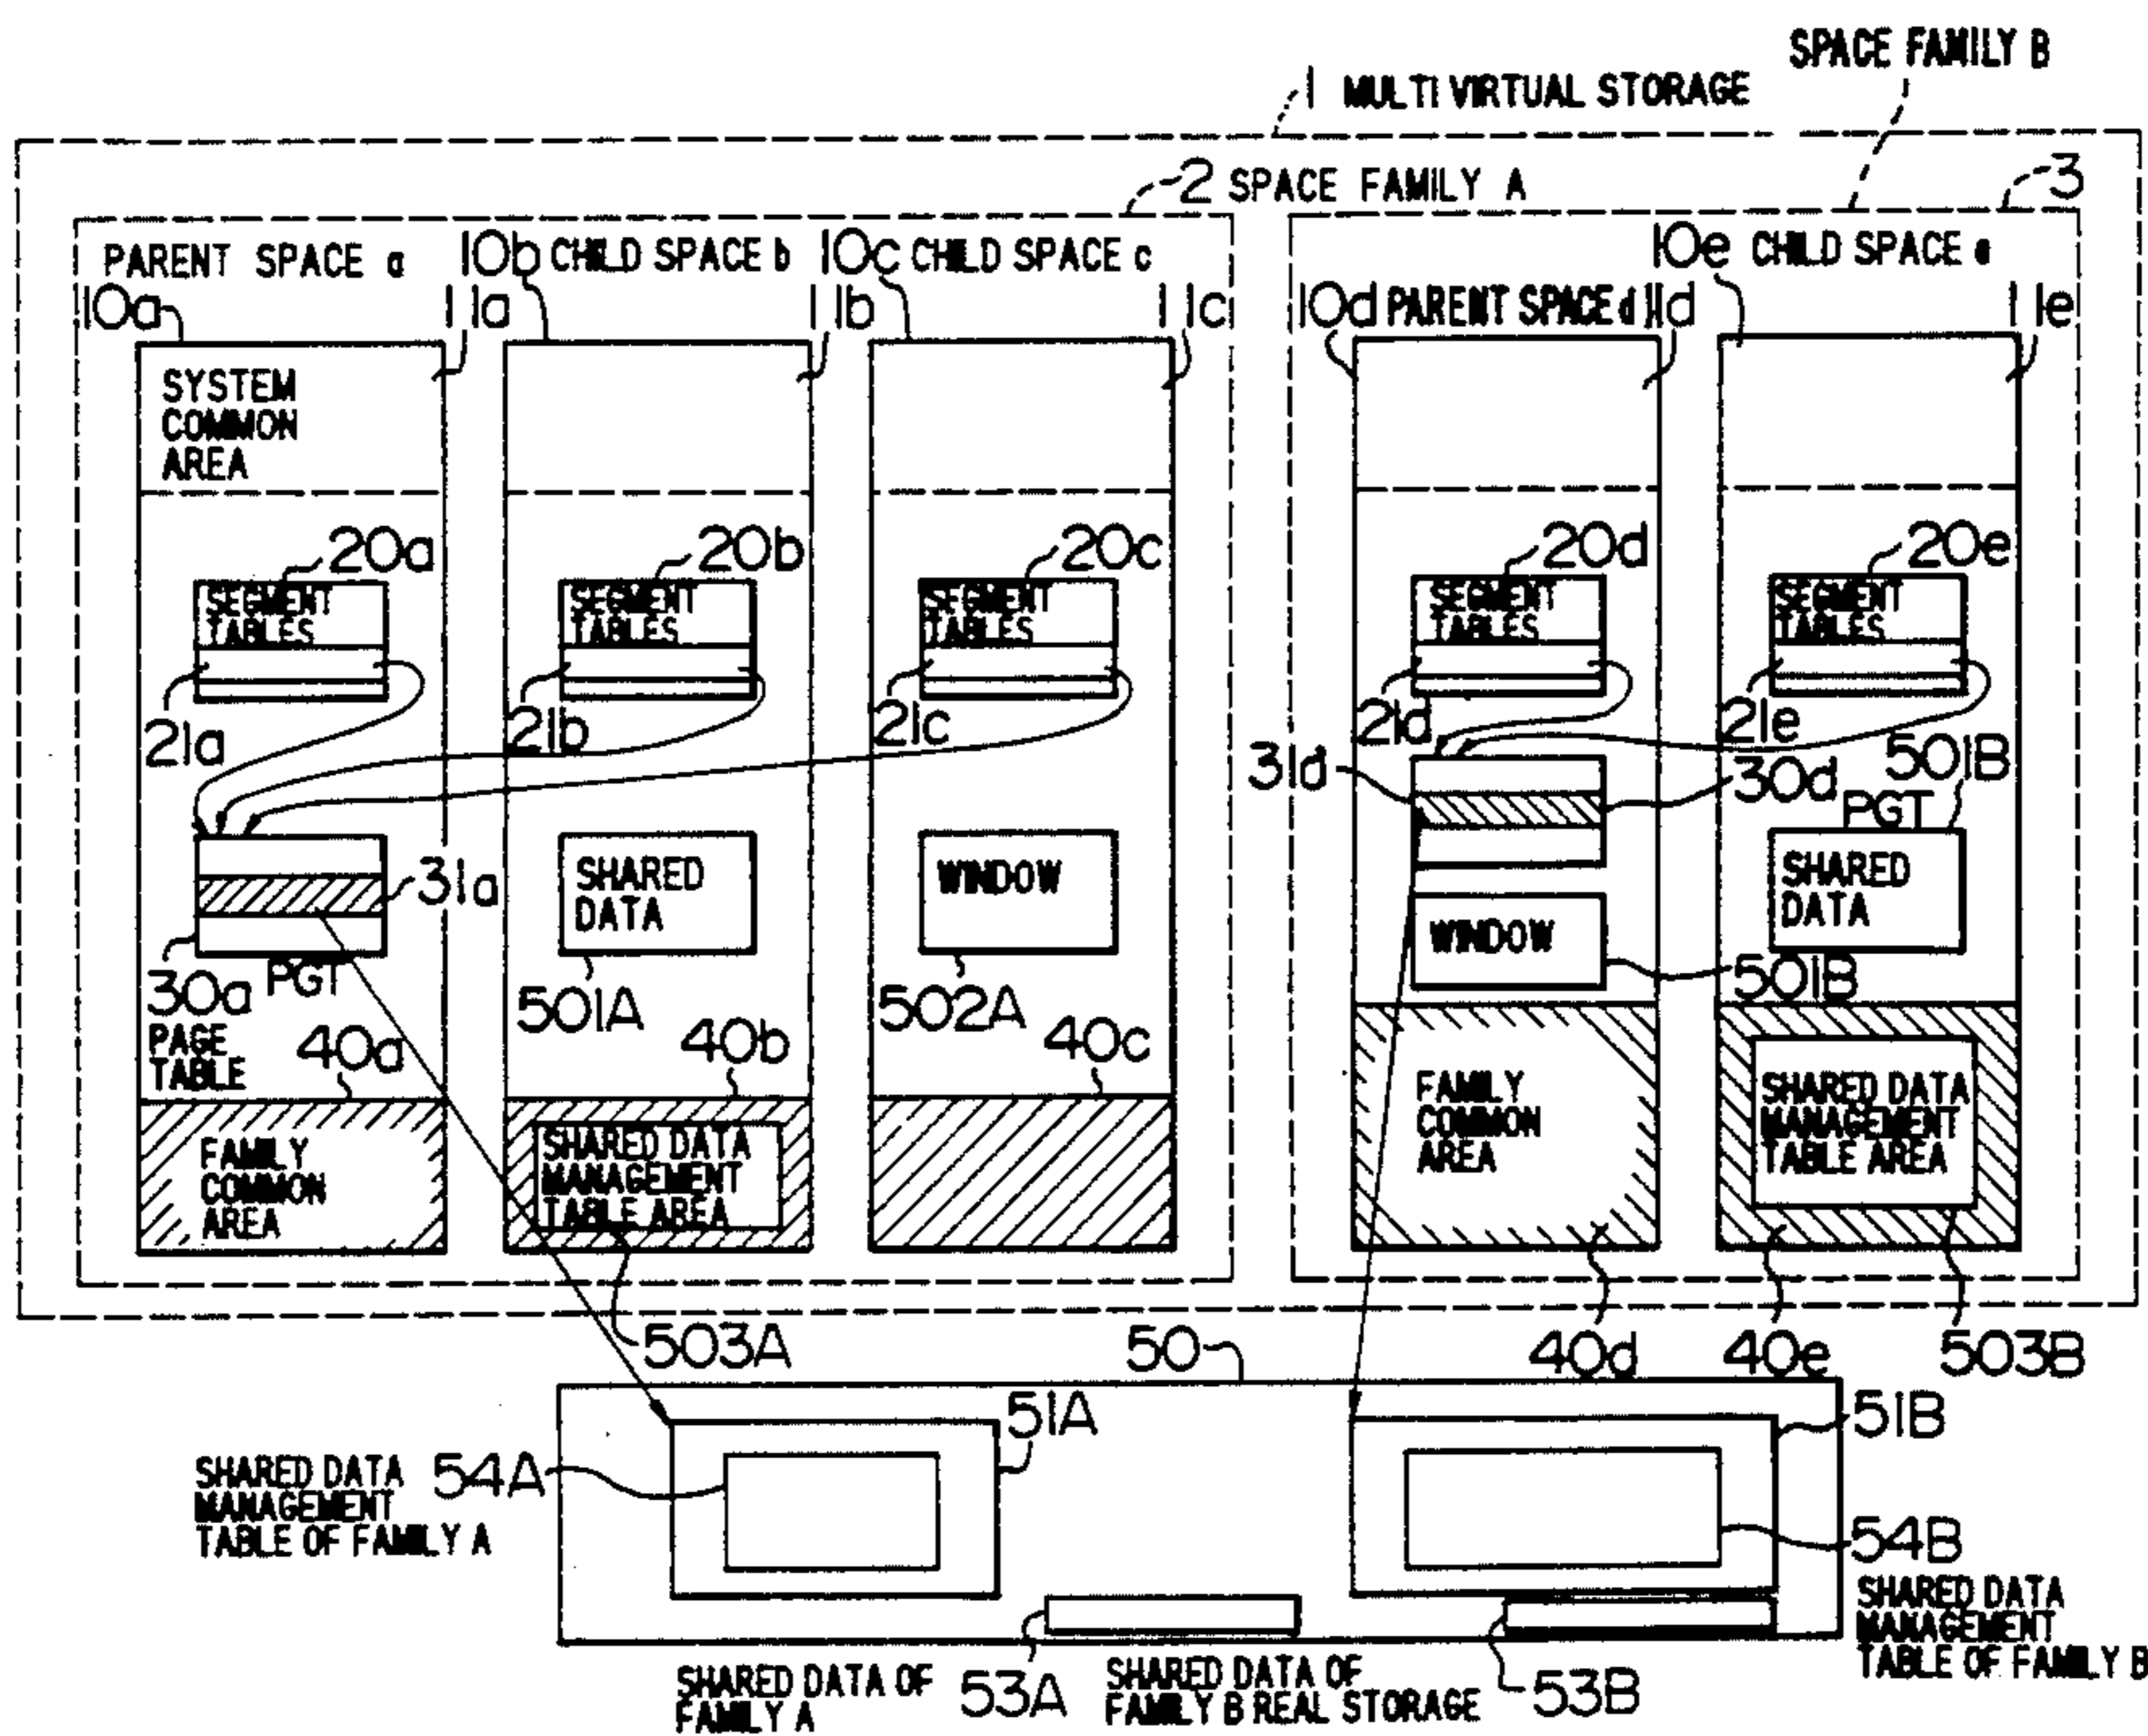 SPACE FAMILY B
1 MULTI VIRTUAL STORAGE
2 SPACE FAMILY A
3
PARENT SPACE a
10b CHILD SPACE b
10c CHILD SPACE c
10e CHILD SPACE e
10a
11a
11b
11c
10d PARENT SPACE d 11d
11e
SYSTEM
COMMON
AREA
20a
20b
20c
20d
20e
SEGMENT
TABLES
SEGMENT
TABLES
SEGMENT
TABLES
SEGMENT
TABLES
SEGMENT
TABLES
21a
21b
21c
21d
21e
31d
30d
501B
PGT
31a
SHARED
DATA
WINDOW
SHARED
DATA
WINDOW
30a
PGT
501A
502A
501B
PAGE
TABLE
40a
40b
40c
FAMILY
COMMON
AREA
SHARED DATA
MANAGEMENT
TABLE AREA
FAMILY
COMMON
AREA
SHARED DATA
MANAGEMENT
TABLE AREA
503A
50
40d
40e
503B
51A
51B
SHARED DATA
MANAGEMENT
TABLE OF FAMILY A
54A
54B
SHARED DATA
MANAGEMENT
TABLE OF FAMILY B
SHARED DATA OF
FAMILY A
53A
SHARED DATA OF
FAMILY B REAL STORAGE
53B